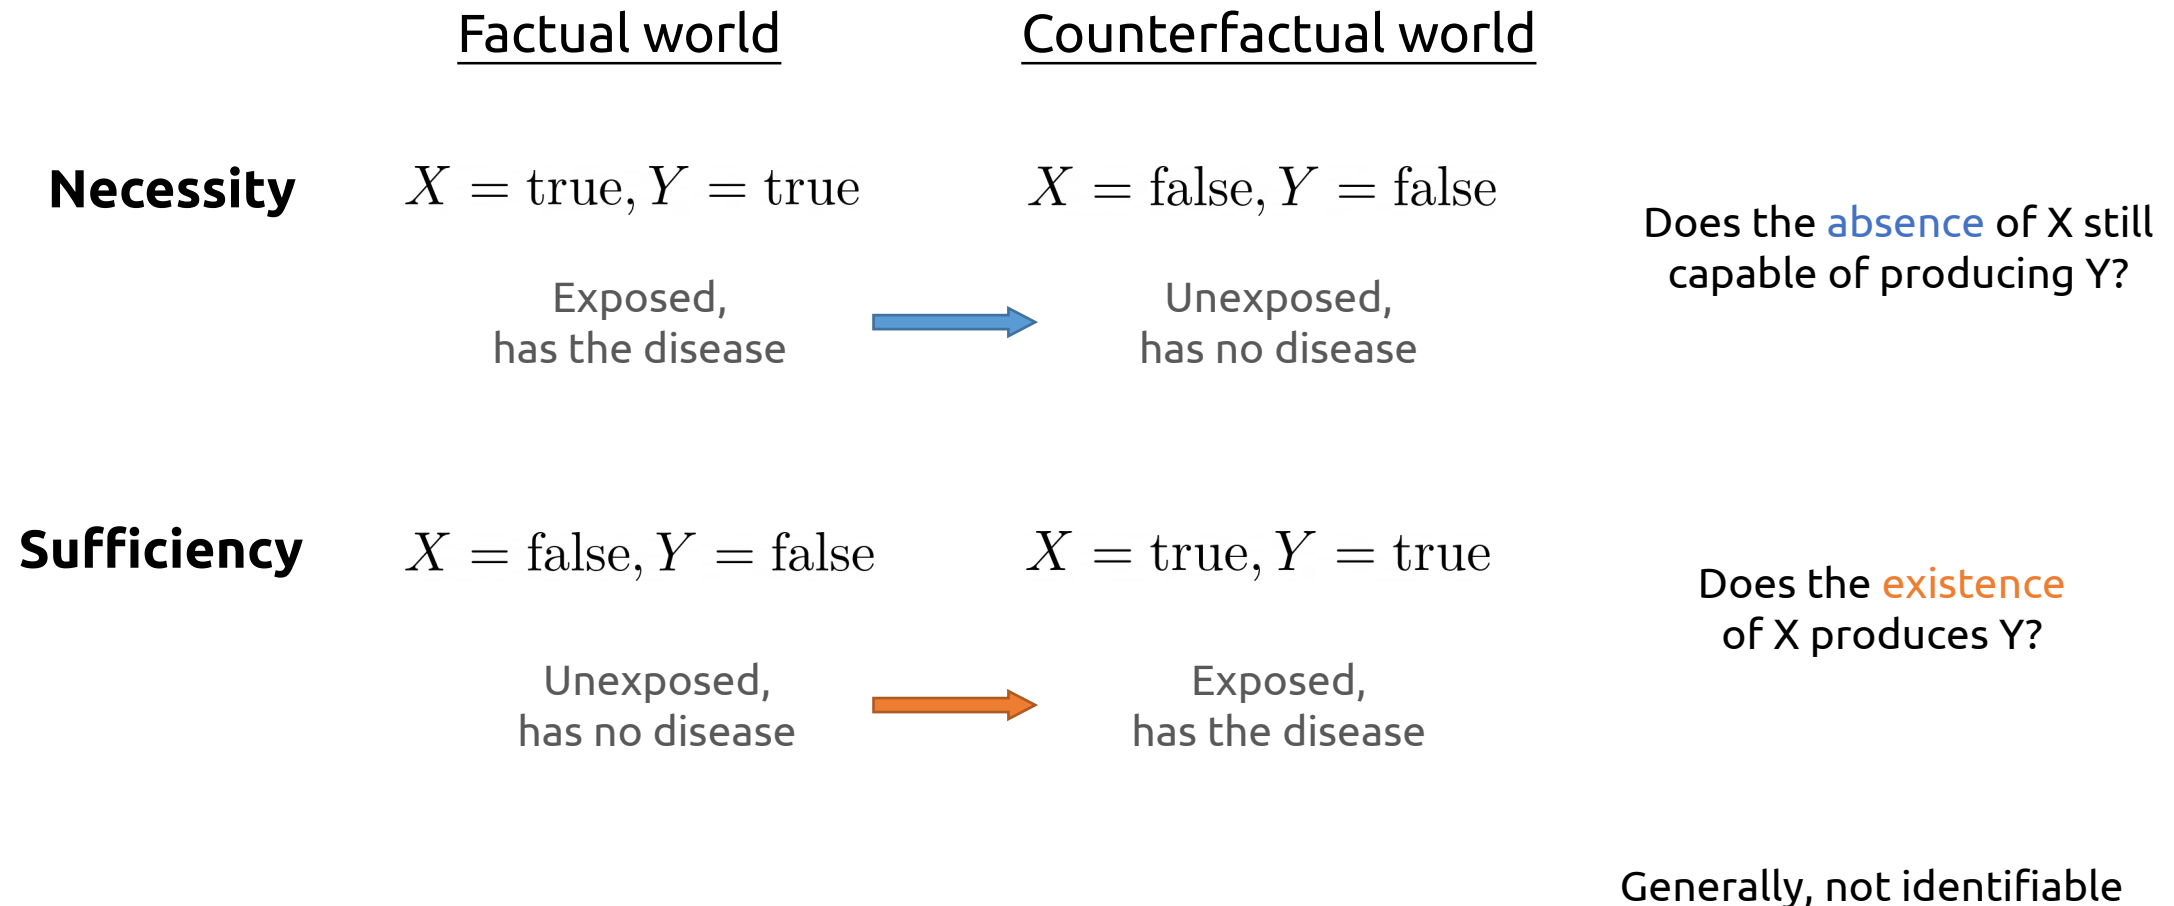 Factual world
Counterfactual world
Necessity
X = true, Y = true
X = false, Y = false
Does the absence of X still
capable of producing Y?
Exposed,
has the disease
Unexposed,
has no disease
Sufficiency
X = false, Y = false
X = true, Y = true
Does the existence
of X produces Y?
Unexposed,
has no disease
Exposed,
has the disease
Generally, not identifiable